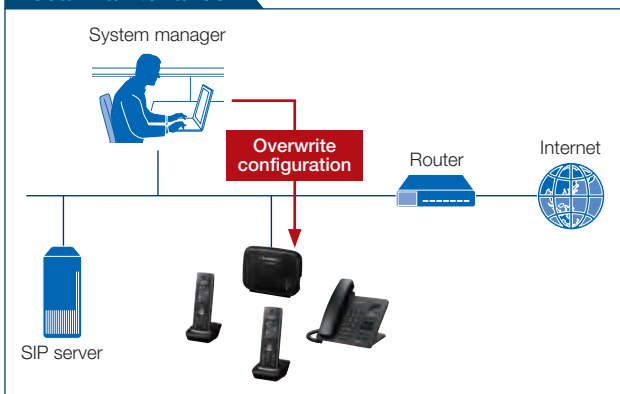 System manager
Overwrite
configuration
Router
Internet
SIP server